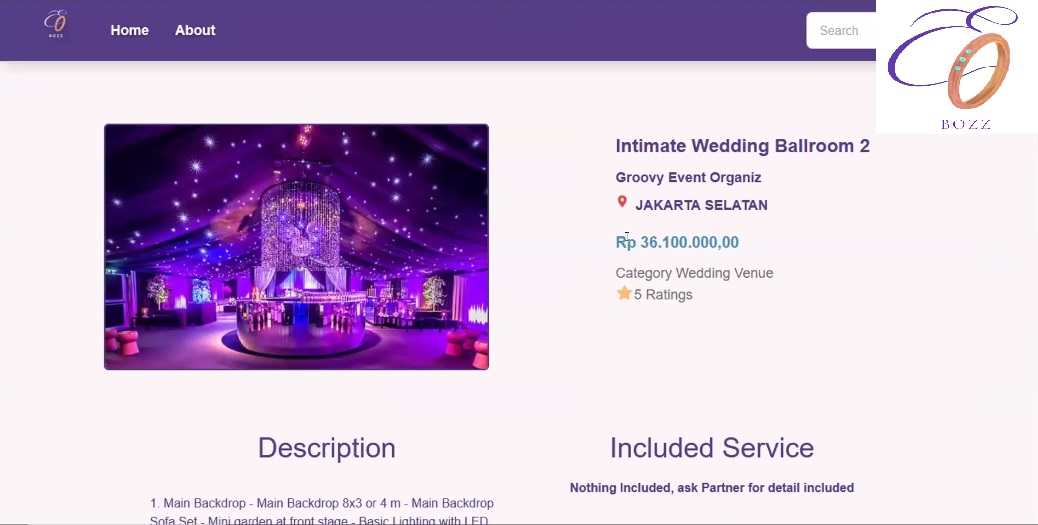 BOZZ
Home
About
Search
BOZZ
Intimate Wedding Ballroom 2
Groovy Event Organiz
JAKARTA SELATAN
Rp 36.100.000,00
Category Wedding Venue
5 Ratings
Description
1. Main Backdrop - Main Backdrop 8x3 or 4 m - Main Backdrop
Sofa Set - Mini garden at front stage - Basic Lighting with LED
Included Service
Nothing Included, ask Partner for detail included